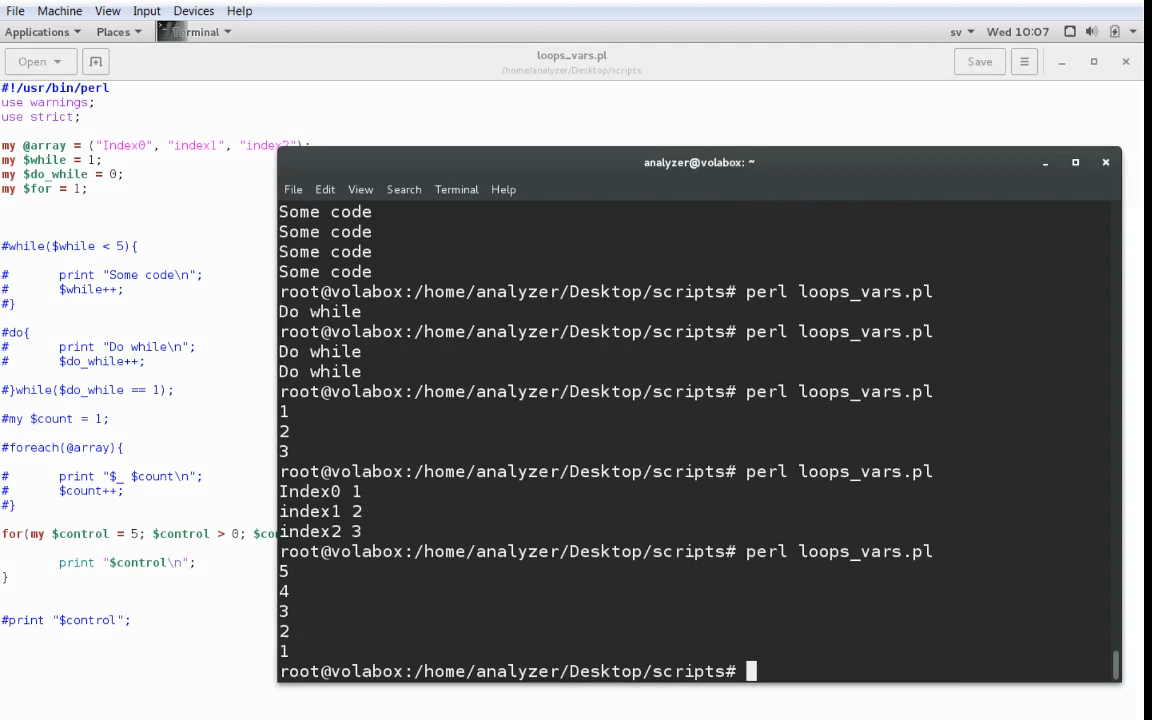 File Machine View Input Devices Help
Applications Places Terminal sv Wed 10:07
Open loops_vars.pl Save
/home/analyzer/Desktop/scripts
#!/usr/bin/perl
use warnings;
use strict;
my @array = ("Index0", "index1", "index2");
my $while = 1;
my $do_while = 0;
my $for = 1;
#while($while < 5){
# print "Some code\n";
# $while++;
#}
#do{
# print "Do while\n";
# $do_while++;
#}while($do_while == 1);
#my $count = 1;
#foreach(@array){
# print "$_ $count\n";
# $count++;
#}
for(my $control = 5; $control > 0; $con
print "$control\n";
}
#print "$control";
analyzer@volabox: ~
File Edit View Search Terminal Help
Some code
Some code
Some code
Some code
root@volabox:/home/analyzer/Desktop/scripts# perl loops_vars.pl
Do while
root@volabox:/home/analyzer/Desktop/scripts# perl loops_vars.pl
Do while
Do while
root@volabox:/home/analyzer/Desktop/scripts# perl loops_vars.pl
1
2
3
root@volabox:/home/analyzer/Desktop/scripts# perl loops_vars.pl
Index0 1
index1 2
index2 3
root@volabox:/home/analyzer/Desktop/scripts# perl loops_vars.pl
5
4
3
2
1
root@volabox:/home/analyzer/Desktop/scripts#